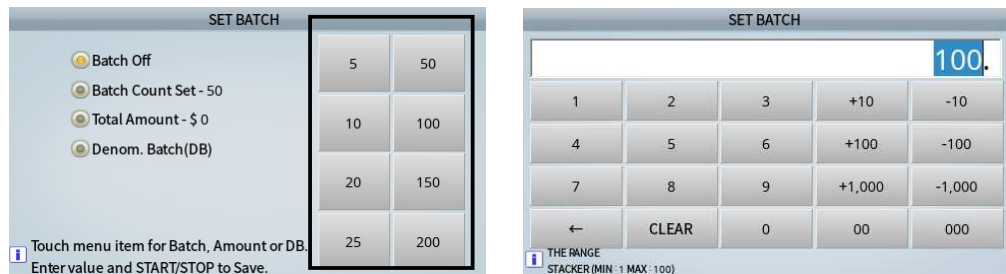 SET BATCH
Batch Off
Batch Count Set - 50
Total Amount - $ 0
Denom. Batch(DB)
5 50
10 100
20 150
25 200
Touch menu item for Batch, Amount or DB.
Enter value and START/STOP to Save.
SET BATCH
100.
1 2 3 +10 -10
4 5 6 +100 -100
7 8 9 +1,000 -1,000
← CLEAR 0 00 000
THE RANGE
STACKER (MIN : 1 MAX : 100)